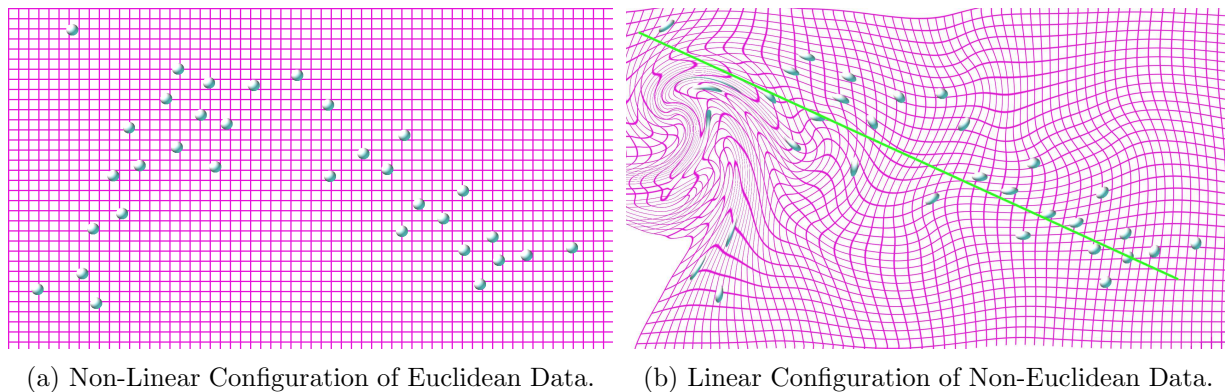 (a) Non-Linear Configuration of Euclidean Data.
(b) Linear Configuration of Non-Euclidean Data.